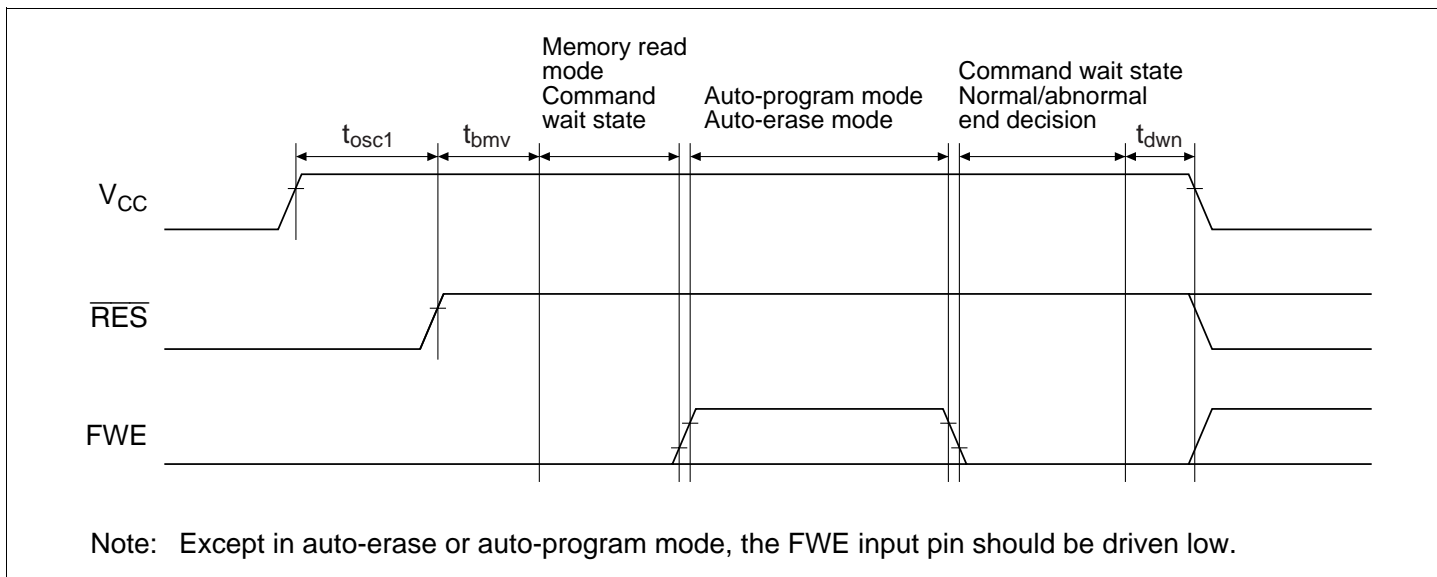 Memory read
mode
Command
wait state
Auto-program mode
Auto-erase mode
Command wait state
Normal/abnormal
end decision
tosc1
tbmv
tdwn
VCC
RES
FWE
Note: Except in auto-erase or auto-program mode, the FWE input pin should be driven low.